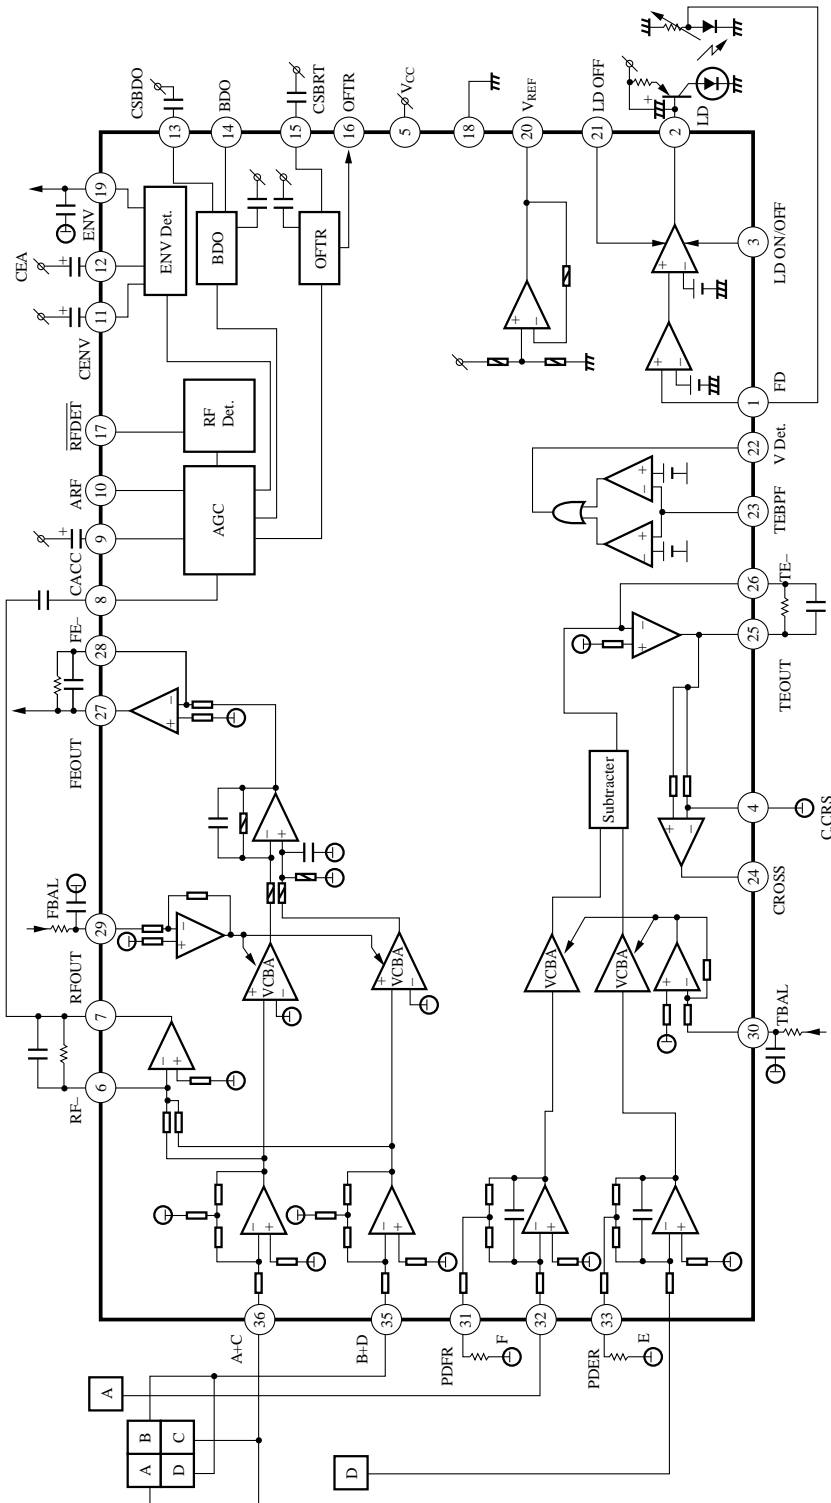 CSBDO
13
BDO
14
CSBRT
15
OFTR
16
VCC
5
18
VREF
20
LD OFF
21
LD
2
19
ENV
CEA
12
11
CENV
ENV Det.
BDO
OFTR
LD ON/OFF
3
FD
1
RFDET
17
RF
Det.
AGC
ARF
10
CACC
9
8
V Det.
22
TEBPF
23
TE–
26
25
TEOUT
FE–
28
27
FEOUT
Subtracter
4
C.CRS
24
CROSS
FBAL
29
RFOUT
7
VCBA
VCBA
VCBA
VCBA
TBAL
30
6
RF–
36
A+C
35
B+D
31
PDFR
32
F
33
PDER
E
A
B
A
C
D
D
+
–